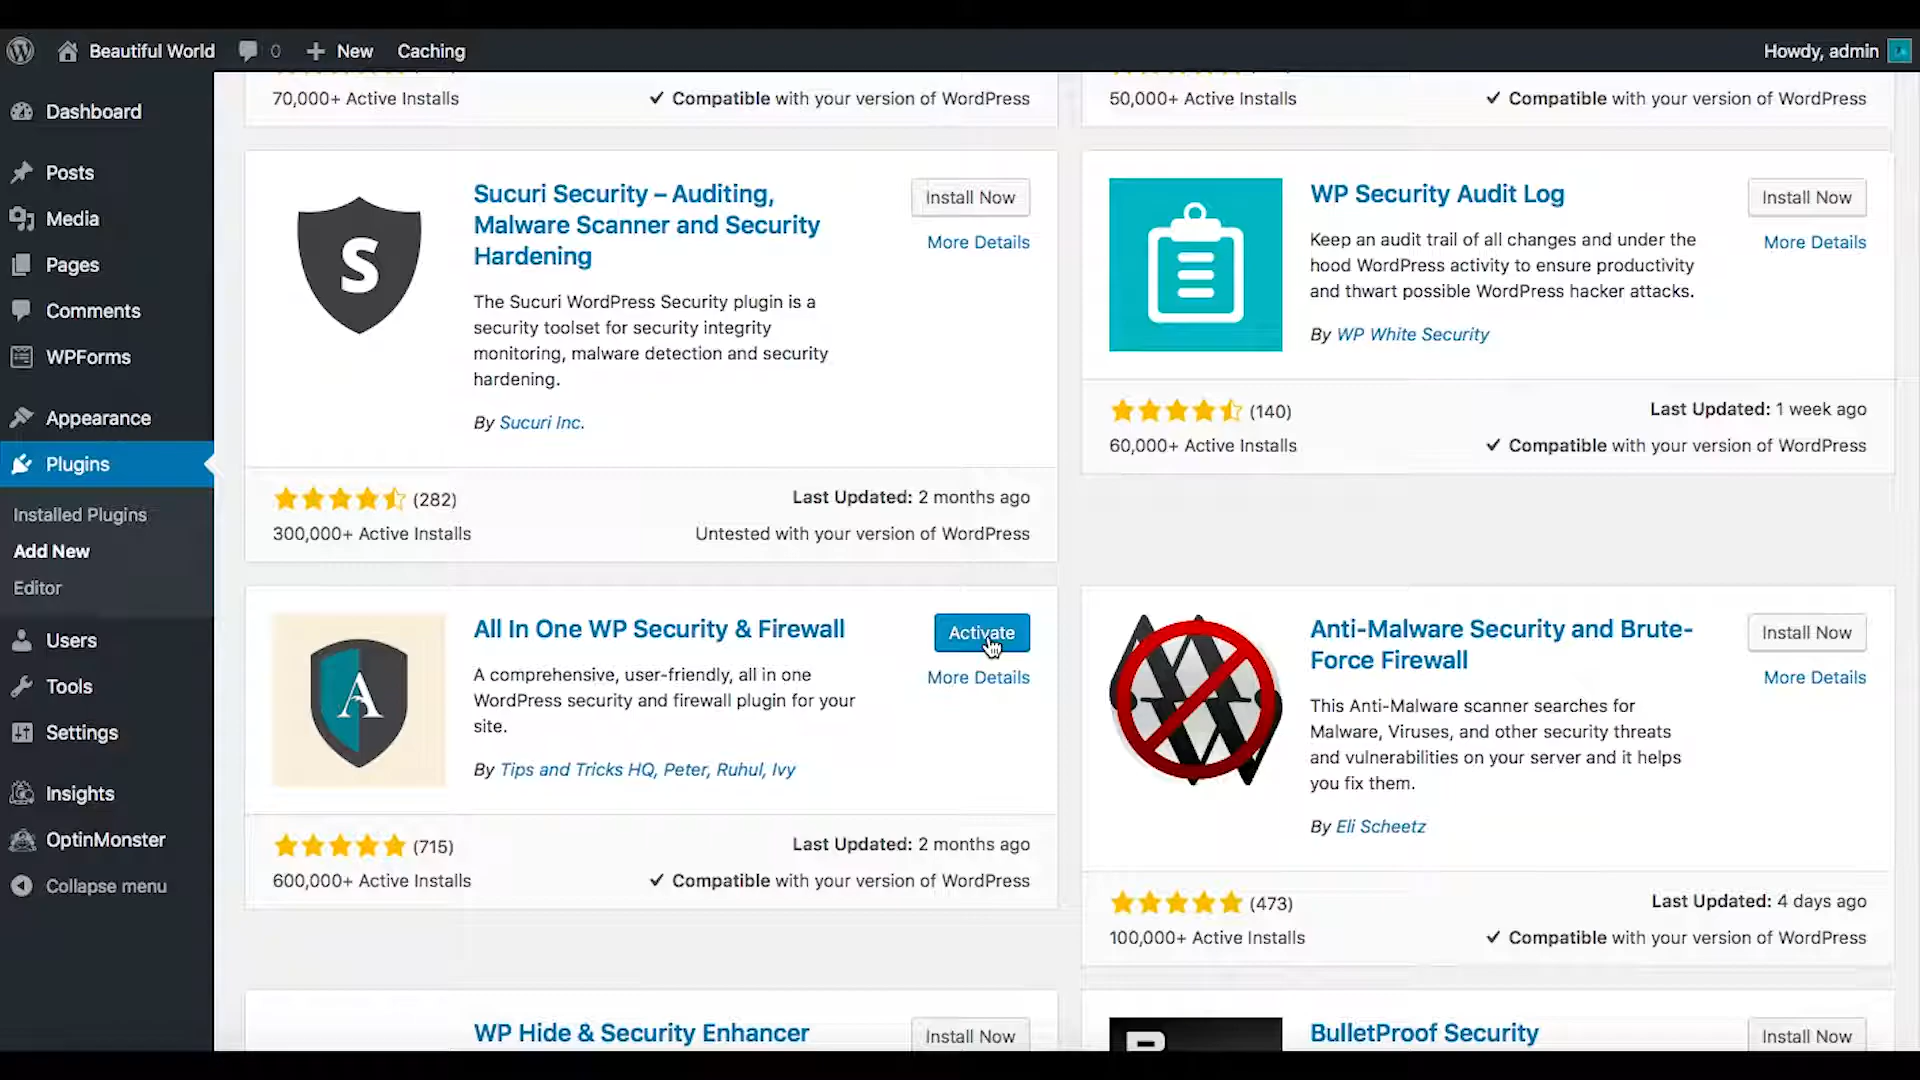 Beautiful World
0
New
Caching
Howdy, admin
Dashboard
Posts
Media
Pages
Comments
WPForms
Appearance
Plugins
Installed Plugins
Add New
Editor
Users
Tools
Settings
Insights
OptinMonster
Collapse menu
70,000+ Active Installs
Compatible with your version of WordPress
50,000+ Active Installs
Compatible with your version of WordPress
S
Sucuri Security – Auditing,
Malware Scanner and Security
Hardening
Install Now
More Details
The Sucuri WordPress Security plugin is a
security toolset for security integrity
monitoring, malware detection and security
hardening.
By Sucuri Inc.
(282)
Last Updated: 2 months ago
300,000+ Active Installs
Untested with your version of WordPress
WP Security Audit Log
Install Now
More Details
Keep an audit trail of all changes and under the
hood WordPress activity to ensure productivity
and thwart possible WordPress hacker attacks.
By WP White Security
(140)
Last Updated: 1 week ago
60,000+ Active Installs
Compatible with your version of WordPress
A
All In One WP Security & Firewall
Activate
More Details
A comprehensive, user-friendly, all in one
WordPress security and firewall plugin for your
site.
By Tips and Tricks HQ, Peter, Ruhul, Ivy
(715)
Last Updated: 2 months ago
600,000+ Active Installs
Compatible with your version of WordPress
Anti-Malware Security and Brute-
Force Firewall
Install Now
More Details
This Anti-Malware scanner searches for
Malware, Viruses, and other security threats
and vulnerabilities on your server and it helps
you fix them.
By Eli Scheetz
(473)
Last Updated: 4 days ago
100,000+ Active Installs
Compatible with your version of WordPress
WP Hide & Security Enhancer
Install Now
BulletProof Security
Install Now